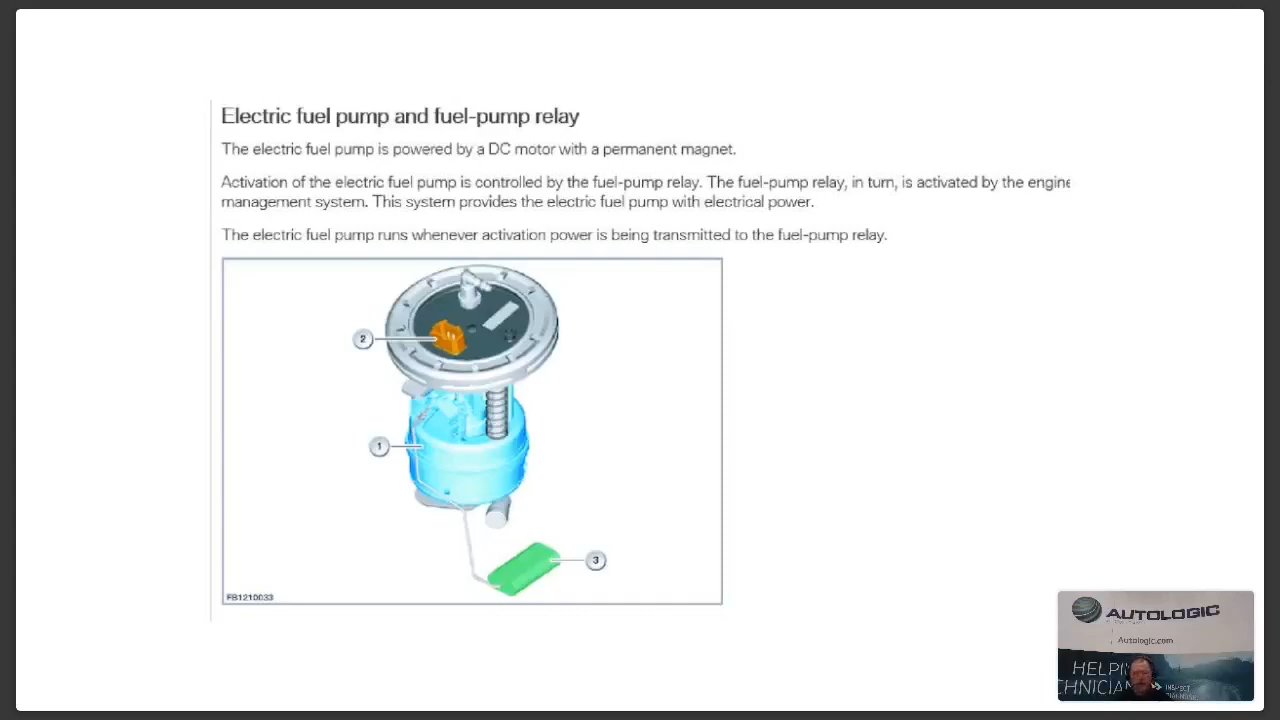 Electric fuel pump and fuel-pump relay
The electric fuel pump is powered by a DC motor with a permanent magnet.
Activation of the electric fuel pump is controlled by the fuel-pump relay. The fuel-pump relay, in turn, is activated by the engine
management system. This system provides the electric fuel pump with electrical power.
The electric fuel pump runs whenever activation power is being transmitted to the fuel-pump relay.
2
1
3
FB1210033
AUTOLOGIC
Autologic.com
HELPIN
CHNICIAN
INSPECT